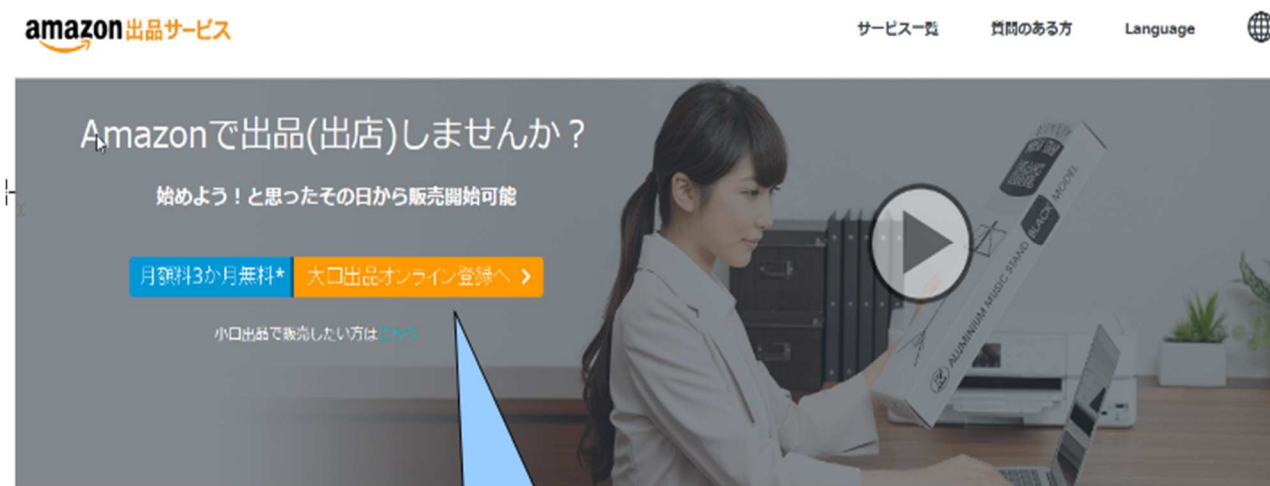 amazon出品サービス
サービス一覧 質問のある方 Language
Amazonで出品(出店)しませんか？
始めよう！と思ったその日から販売開始可能
月額料3か月無料* 大口出品オンライン登録へ
小口出品で販売したい方はこちら
ALUMINIUM MUSIC STAND BLACK MODEL